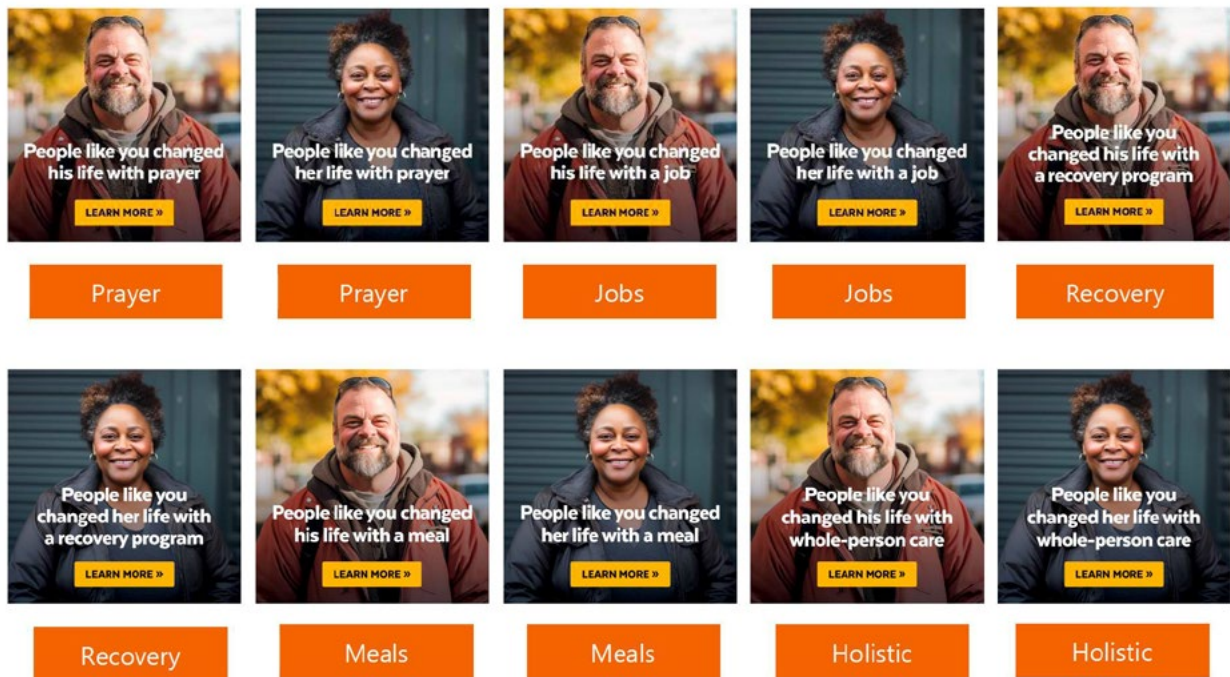 People like you changed
his life with prayer
LEARN MORE »
People like you changed
her life with prayer
LEARN MORE »
People like you changed
his life with a job
LEARN MORE »
People like you changed
her life with a job
LEARN MORE »
People like you
changed his life with
a recovery program
LEARN MORE »
Prayer
Prayer
Jobs
Jobs
Recovery
People like you
changed her life with
a recovery program
LEARN MORE »
People like you changed
his life with a meal
LEARN MORE »
People like you changed
her life with a meal
LEARN MORE »
People like you
changed his life with
whole-person care
LEARN MORE »
People like you
changed her life with
whole-person care
LEARN MORE »
Recovery
Meals
Meals
Holistic
Holistic